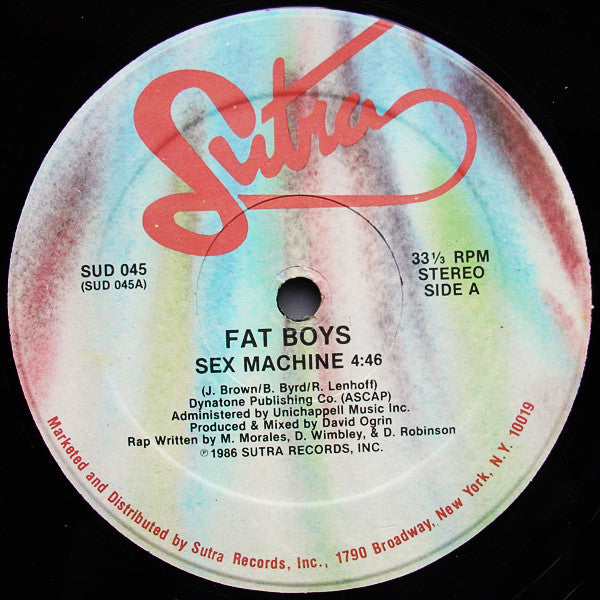 Sutra
SUD 045
(SUD 045A)
33 1/3 RPM
STEREO
SIDE A
FAT BOYS
SEX MACHINE 4:46
(J. Brown/B. Byrd/R. Lenhoff)
Dynatone Publishing Co. (ASCAP)
Administered by Unichappell Music Inc.
Produced & Mixed by David Ogrin
Rap Written by M. Morales, D. Wimbley, & D. Robinson
℗ 1986 SUTRA RECORDS, INC.
Marketed and Distributed by Sutra Records, Inc., 1790 Broadway, New York, N.Y. 10019